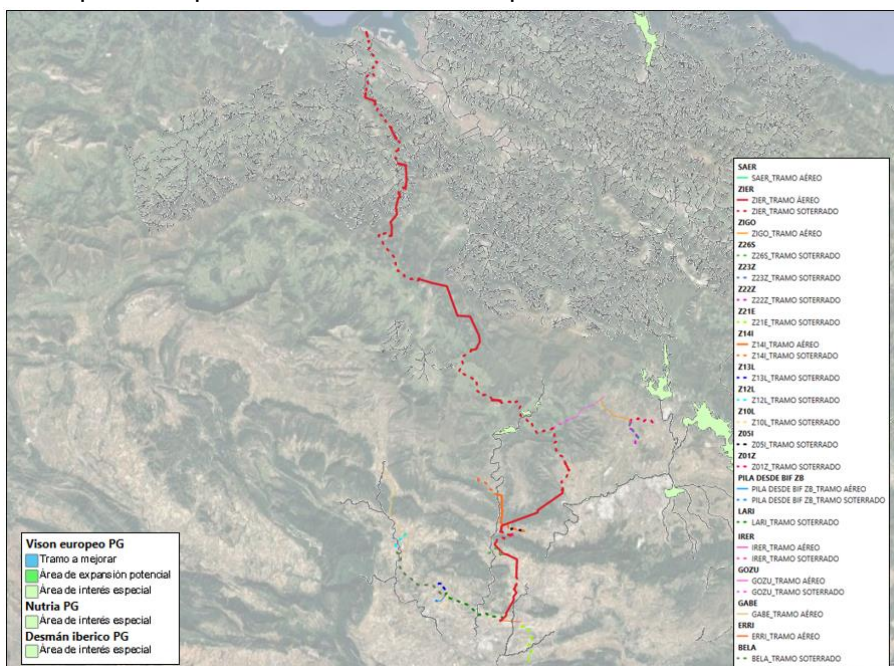 Vison europeo PG
Tramo a mejorar
Área de expansión potencial
Área de interés especial
Nutria PG
Área de interés especial
Desmán iberico PG
Área de interés especial
SAER
SAER_TRAMO AÉREO
ZIER
ZIER_TRAMO ÁEREO
ZIER_TRAMO SOTERRADO
ZIGO
ZIGO_TRAMO AÉREO
Z26S
Z26S_TRAMO SOTERRADO
Z23Z
Z23Z_TRAMO SOTERRADO
Z22Z
Z22Z_TRAMO SOTERRADO
Z21E
Z21E_TRAMO SOTERRADO
Z14I
Z14I_TRAMO AÉREO
Z14I_TRAMO SOTERRADO
Z13L
Z13L_TRAMO SOTERRADO
Z12L
Z12L_TRAMO SOTERRADO
Z10L
Z10L_TRAMO SOTERRADO
Z05I
Z05I_TRAMO SOTERRADO
Z01Z
Z01Z_TRAMO SOTERRADO
PILA DESDE BIF ZB
PILA DESDE BIF ZB_TRAMO AÉREO
PILA DESDE BIF ZB_TRAMO SOTERRADO
LARI
LARI_TRAMO SOTERRADO
IRER
IRER_TRAMO AÉREO
IRER_TRAMO SOTERRADO
GOZU
GOZU_TRAMO AÉREO
GOZU_TRAMO SOTERRADO
GABE
GABE_TRAMO AÉREO
ERRI
ERRI_TRAMO AÉREO
BELA
BELA_TRAMO SOTERRADO